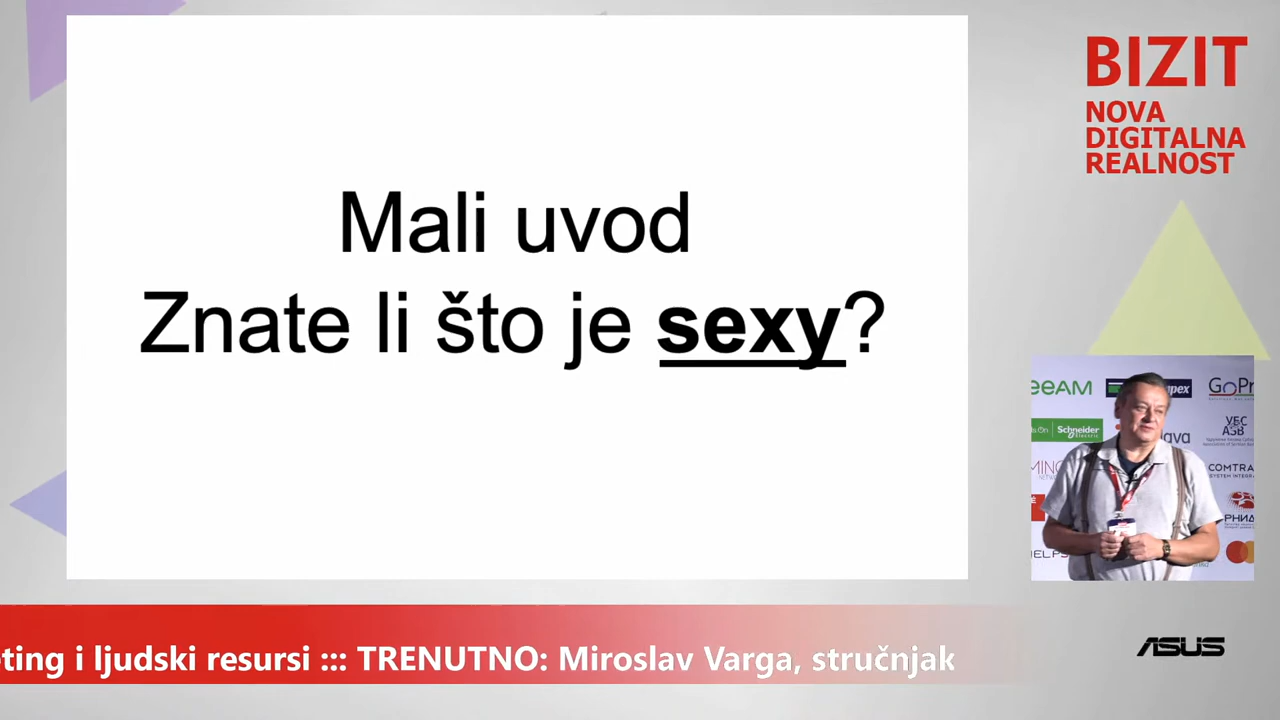 Mali uvod
Znate li što je sexy?
BIZIT
NOVA
DIGITALNA
REALNOST
Schneider
COMTRA
ting i ljudski resursi ::: TRENUTNO: Miroslav Varga, stručnjak
ASUS